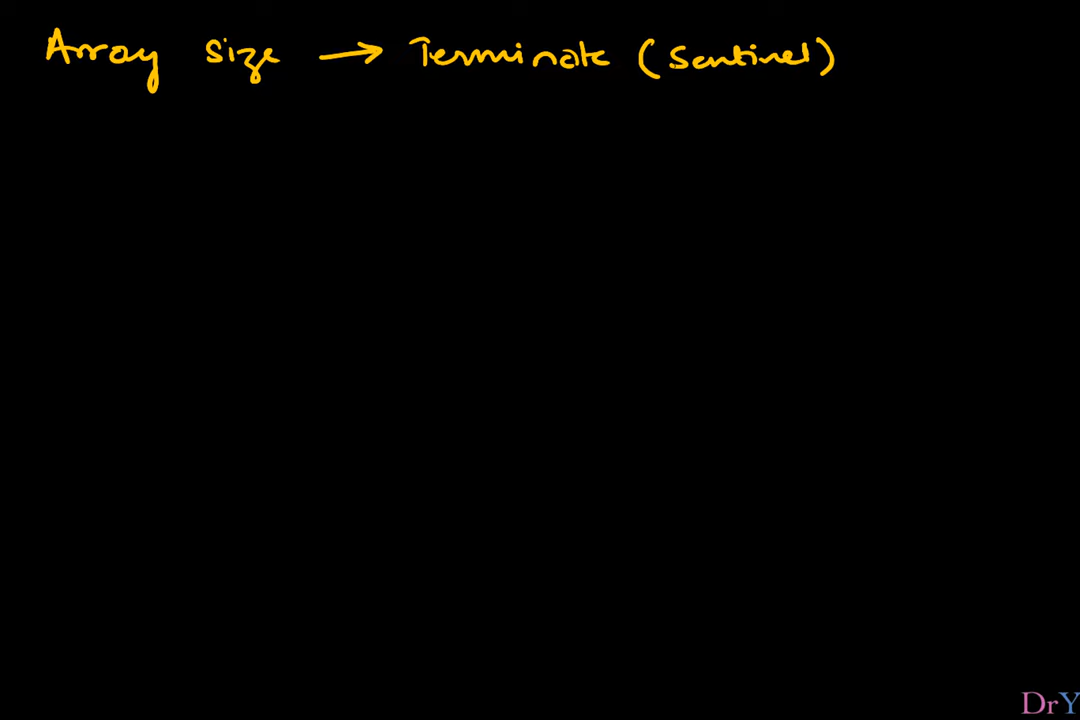 Array Size → Terminate (Sentinel)
DrY